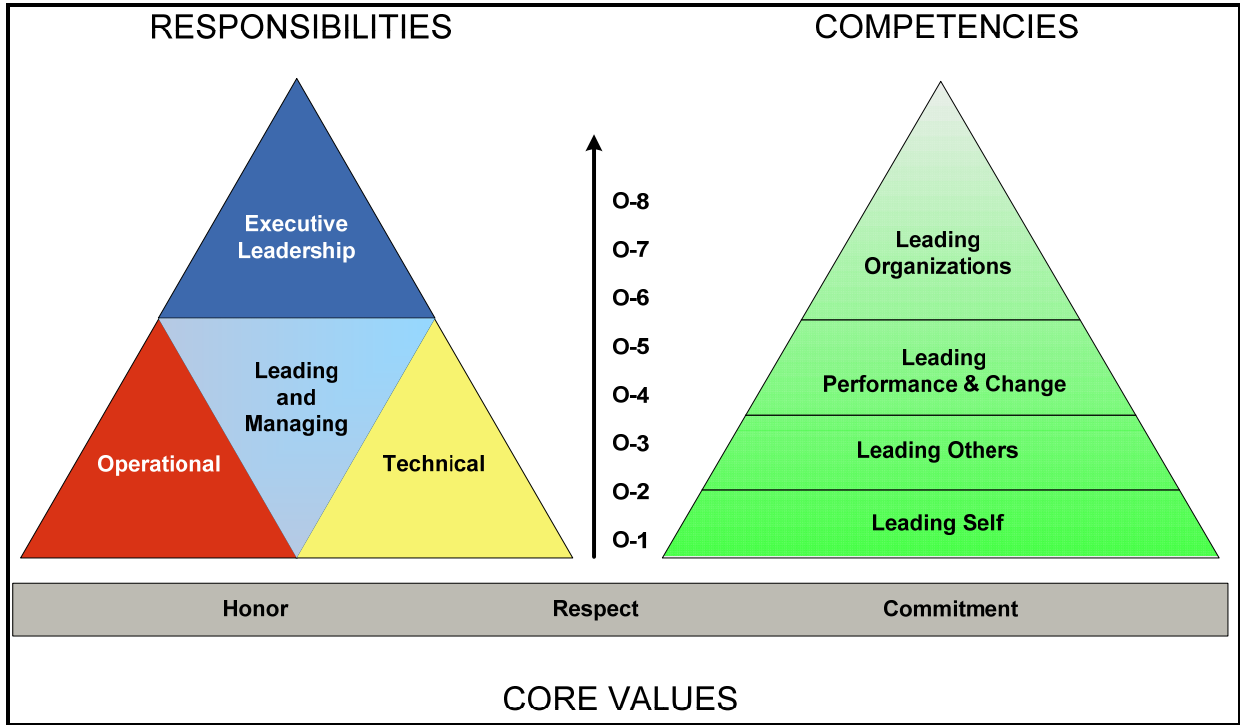 RESPONSIBILITIES
COMPETENCIES
Executive
Leadership
Leading
and
Managing
Operational
Technical
O-8
O-7
O-6
O-5
O-4
O-3
O-2
O-1
Leading
Organizations
Leading
Performance & Change
Leading Others
Leading Self
Honor
Respect
Commitment
CORE VALUES